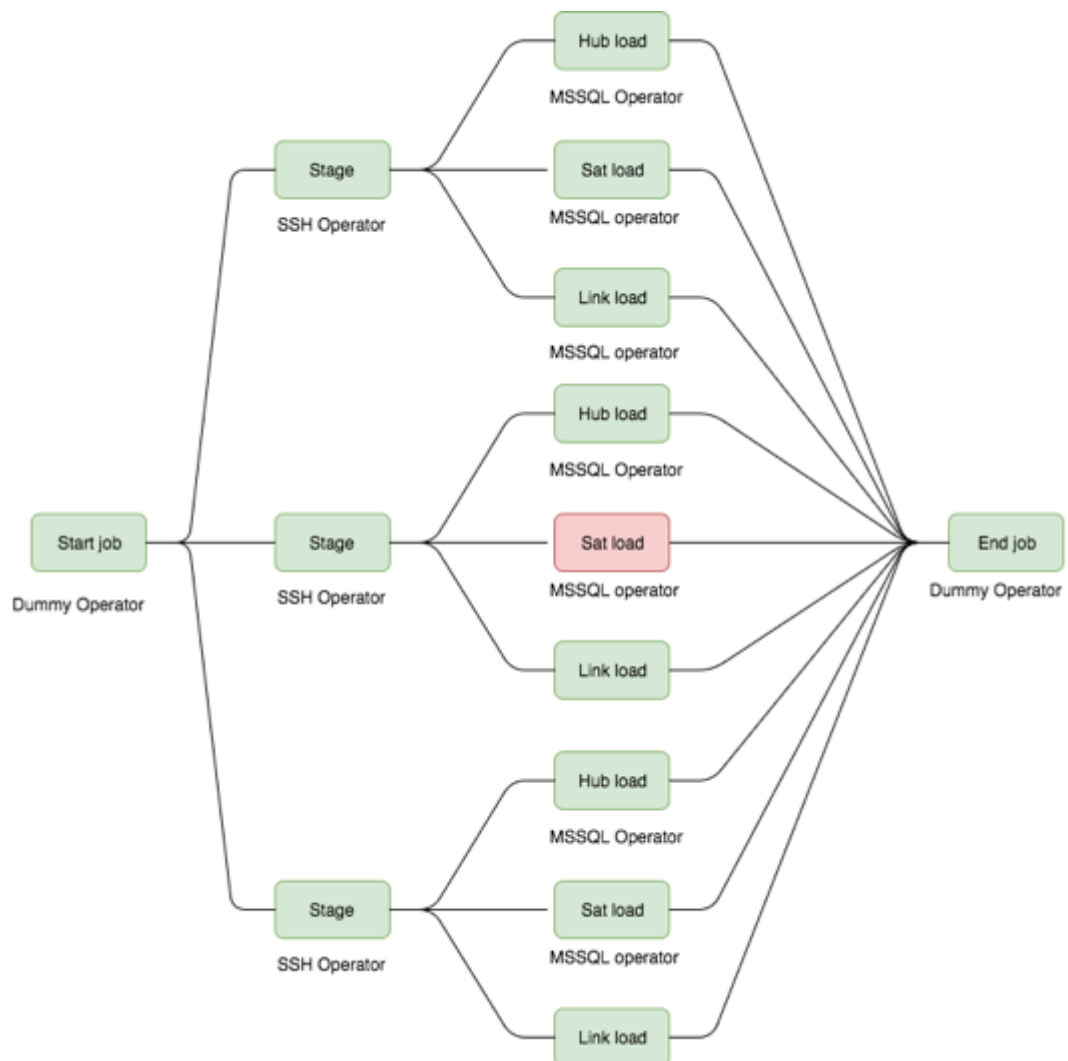 Hub load
MSSQL Operator
Stage
SSH Operator
Sat load
MSSQL operator
Link load
MSSQL operator
Hub load
MSSQL Operator
Start job
Dummy Operator
Stage
SSH Operator
Sat load
MSSQL operator
End job
Dummy Operator
Link load
Hub load
MSSQL Operator
Stage
SSH Operator
Sat load
MSSQL operator
Link load